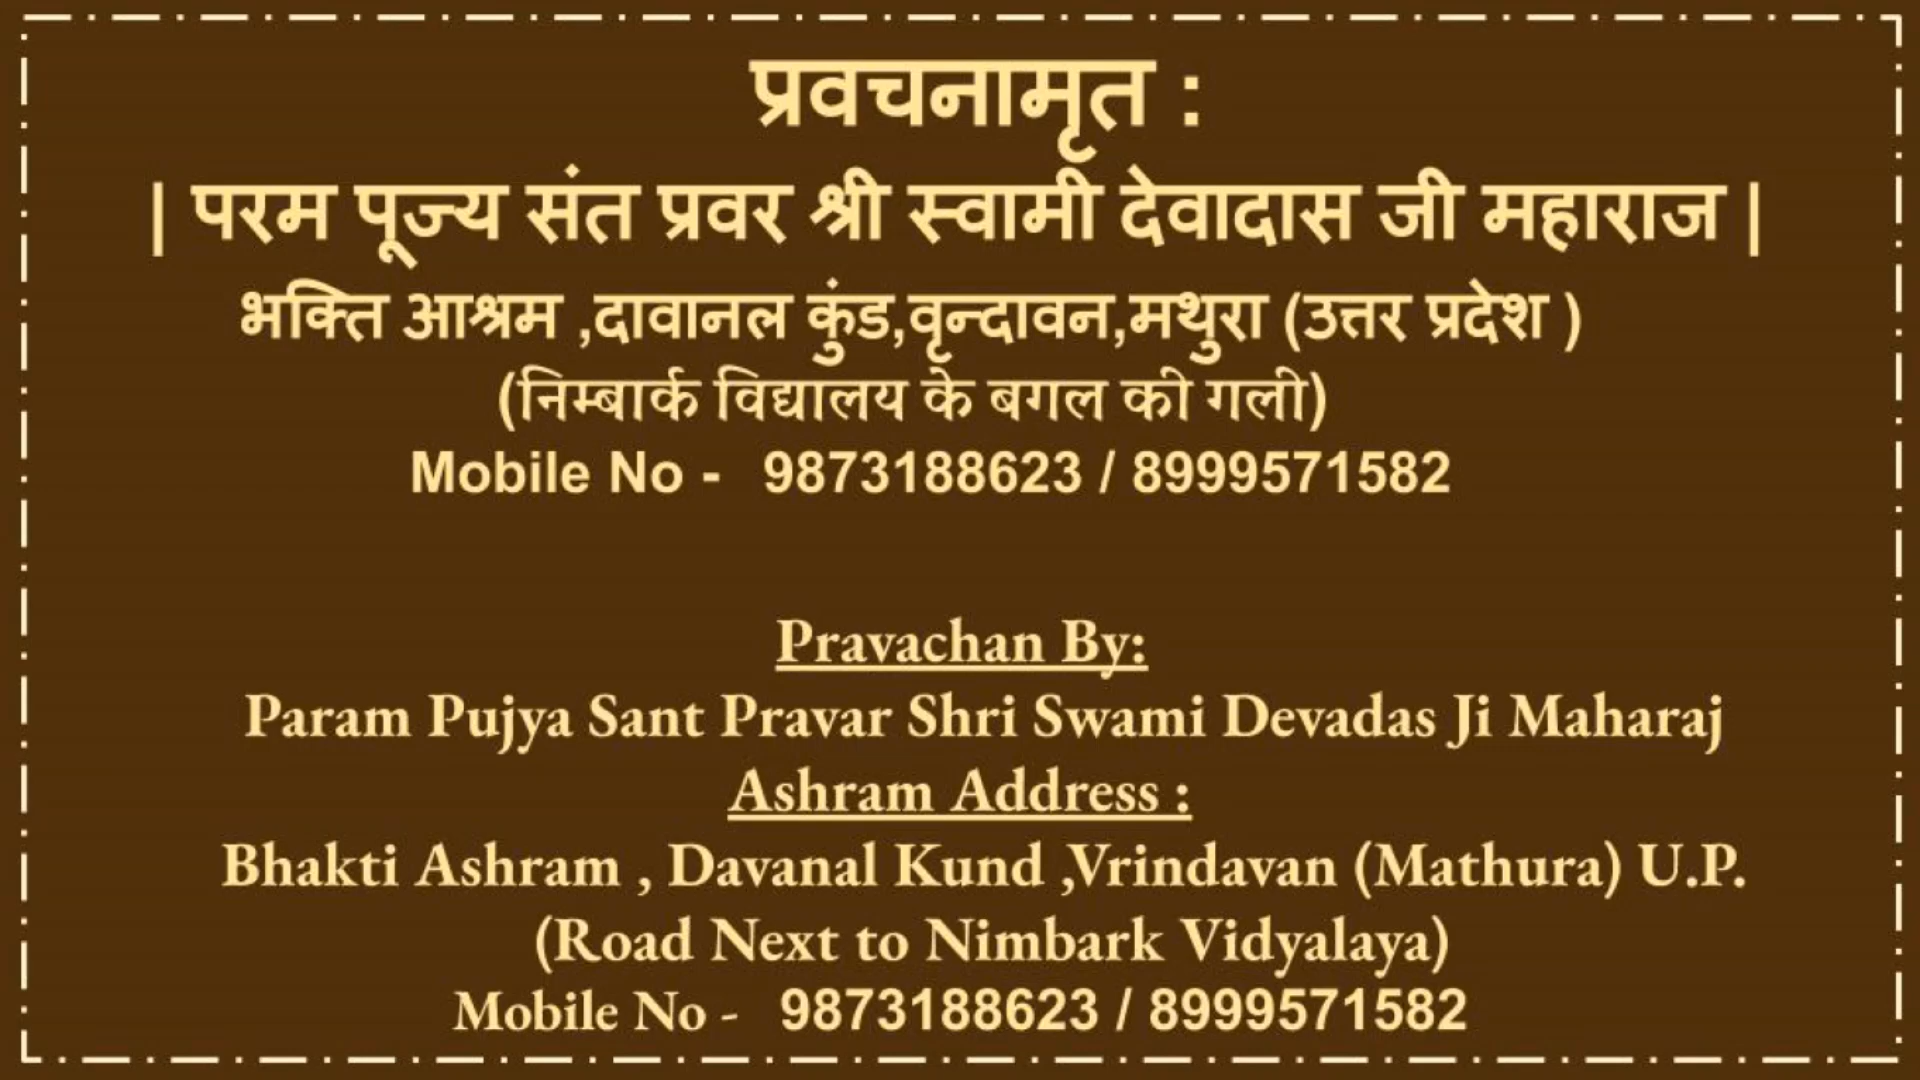 प्रवचनामृत :
| परम पूज्य संत प्रवर श्री स्वामी देवादास जी महाराज |
भक्ति आश्रम ,दावानल कुंड,वृन्दावन,मथुरा (उत्तर प्रदेश )
(निम्बार्क विद्यालय के बगल की गली)
Mobile No - 9873188623 / 8999571582
Pravachan By:
Param Pujya Sant Pravar Shri Swami Devadas Ji Maharaj
Ashram Address :
Bhakti Ashram , Davanal Kund ,Vrindavan (Mathura) U.P.
(Road Next to Nimbark Vidyalaya)
Mobile No - 9873188623 / 8999571582